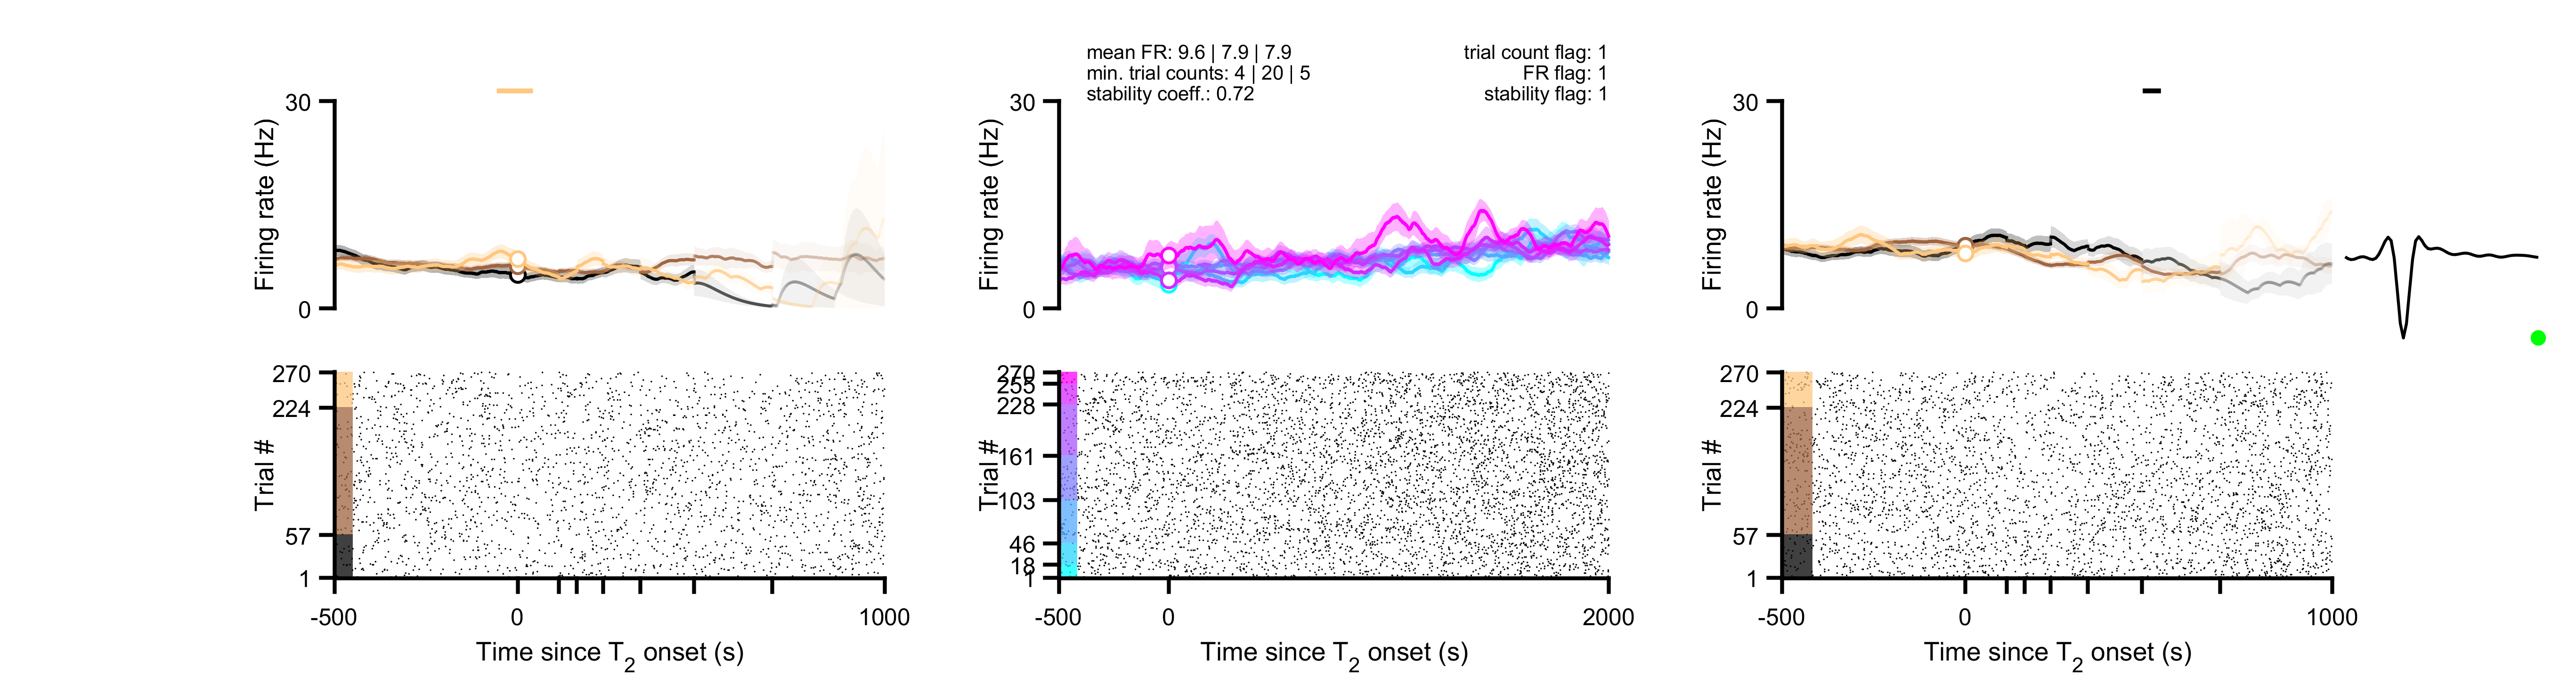 mean FR: 9.6 | 7.9 | 7.9
min. trial counts: 4 | 20 | 5
stability coeff.: 0.72
trial count flag: 1
FR flag: 1
stability flag: 1
30
0
Firing rate (Hz)
270
224
57
1
Trial #
-500
0
1000
Time since T2 onset (s)
30
0
Firing rate (Hz)
270
255
228
161
103
46
18
1
Trial #
-500
0
2000
Time since T2 onset (s)
30
0
Firing rate (Hz)
270
224
57
1
Trial #
-500
0
1000
Time since T2 onset (s)